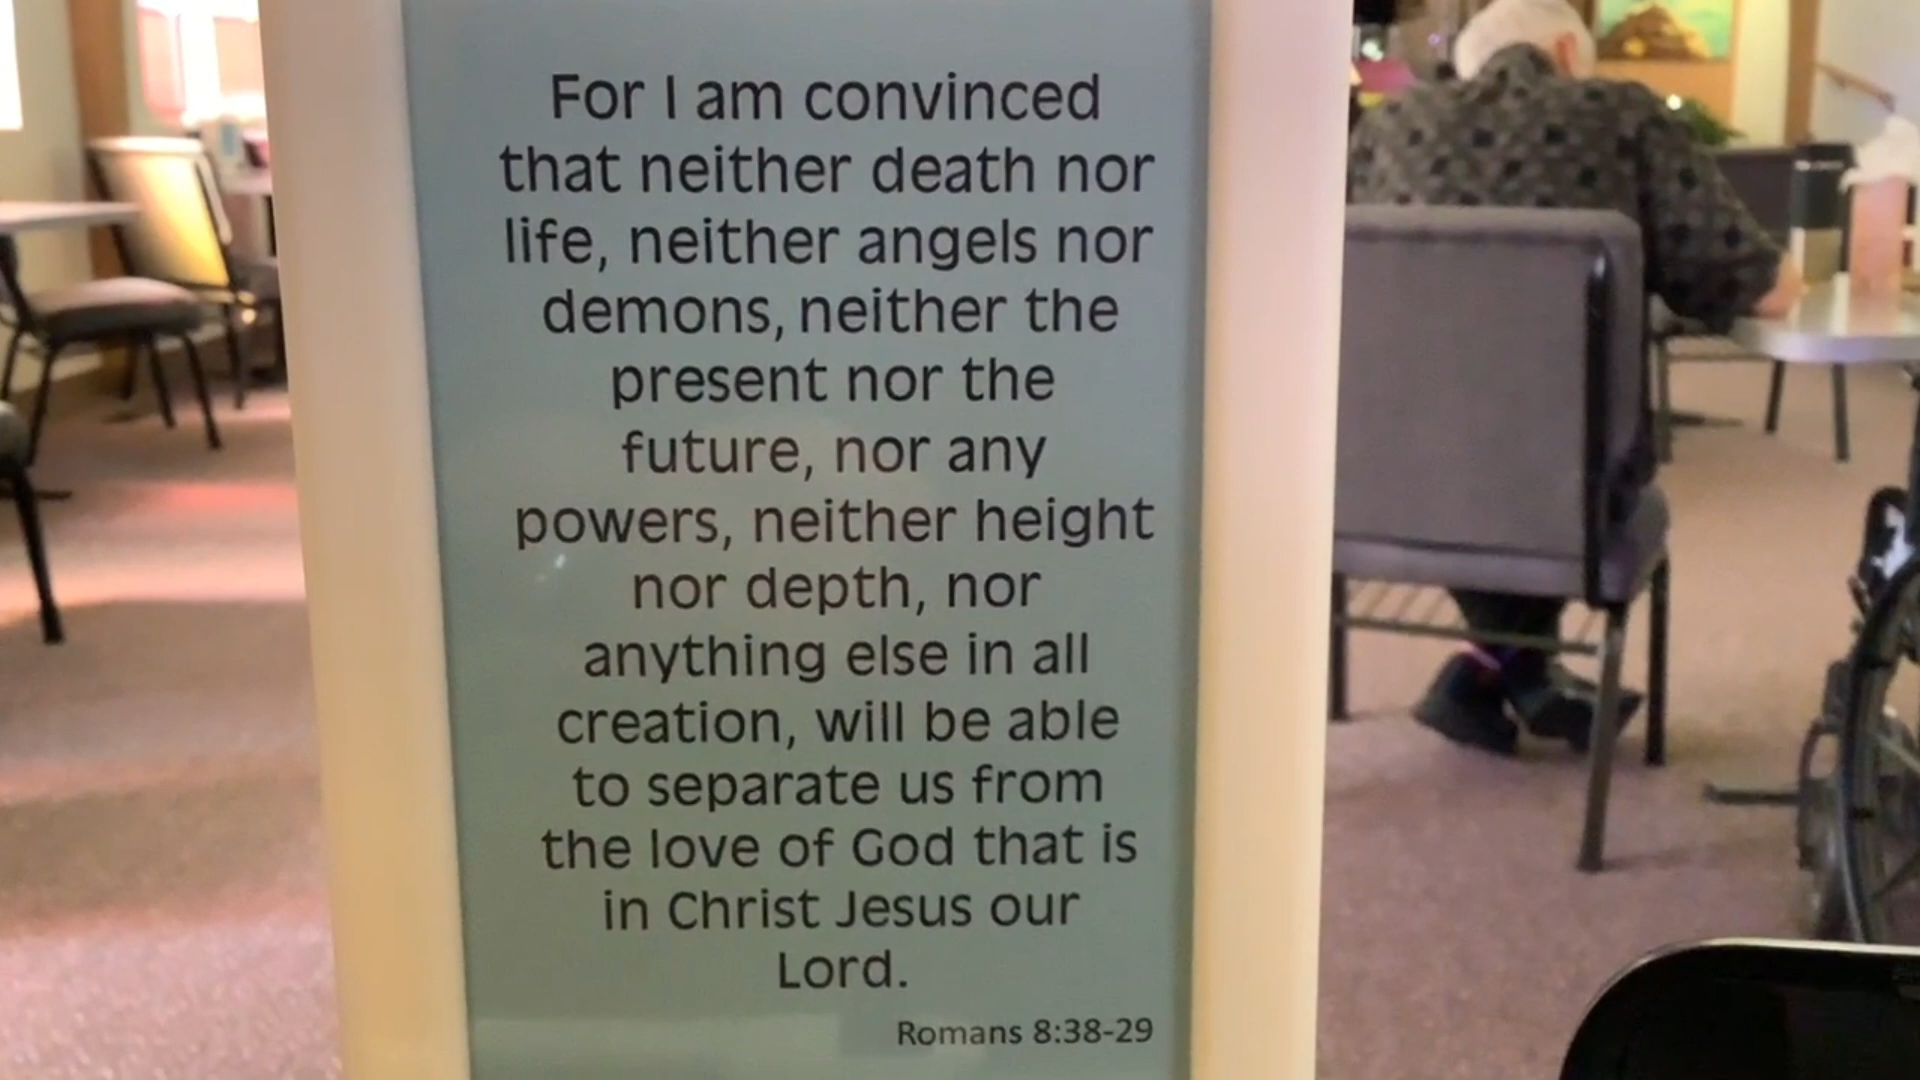 For I am convinced
that neither death nor
life, neither angels nor
demons, neither the
present nor the
future, nor any
powers, neither height
nor depth, nor
anything else in all
creation, will be able
to separate us from
the love of God that is
in Christ Jesus our
Lord.
Romans 8:38-29